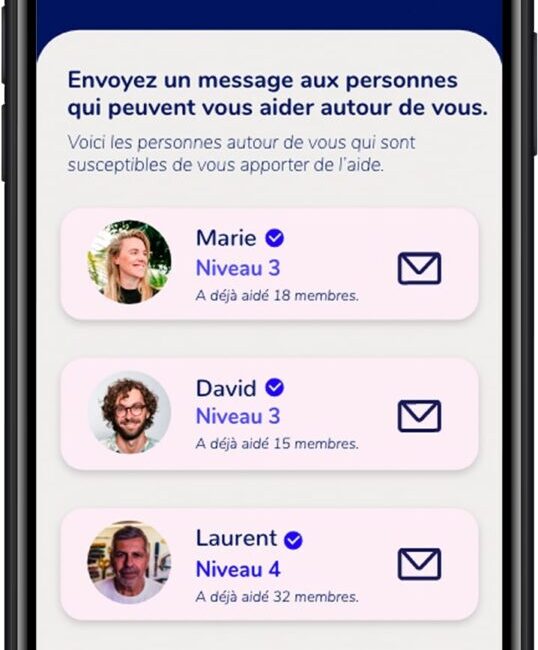 Envoyez un message aux personnes
qui peuvent vous aider autour de vous.
Voici les personnes autour de vous qui sont
susceptibles de vous apporter de l'aide.
Marie
Niveau 3
A déjà aidé 18 membres.
David
Niveau 3
A déjà aidé 15 membres.
Laurent
Niveau 4
A déjà aidé 32 membres.